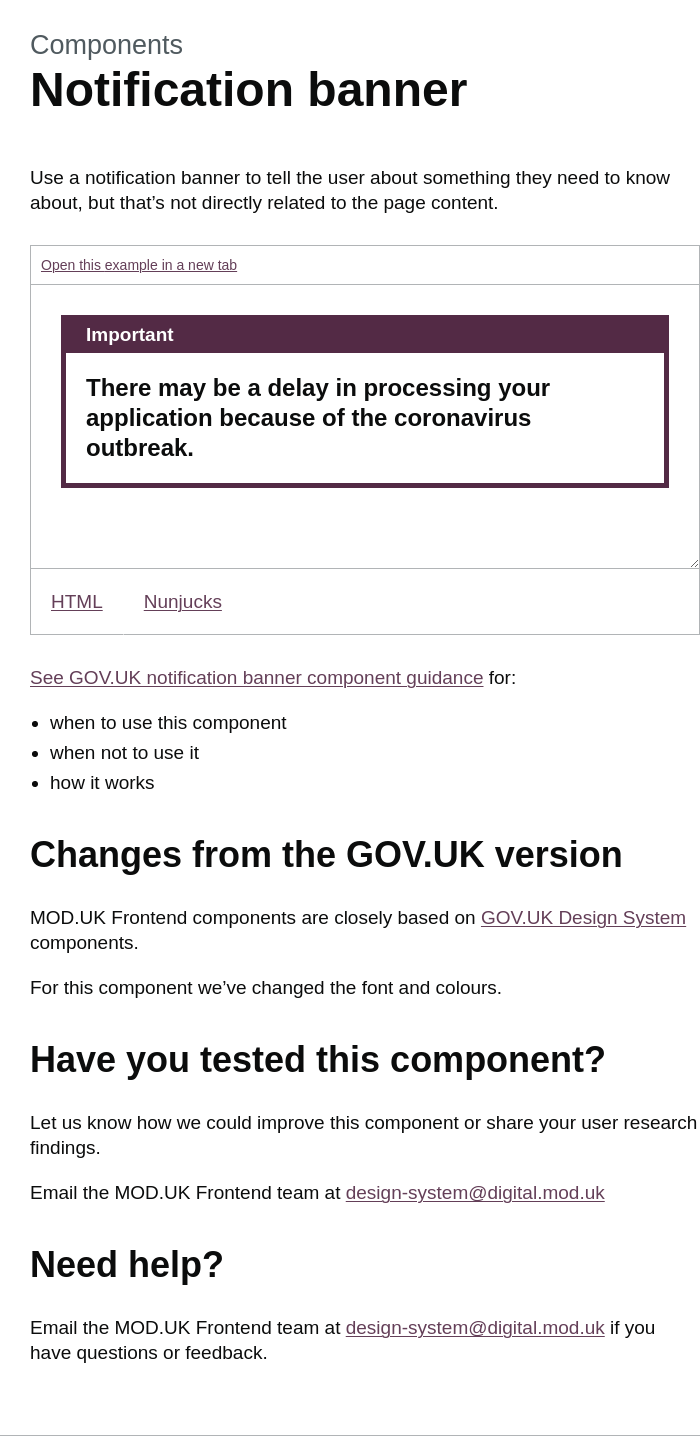 Components
Notification banner
Use a notification banner to tell the user about something they need to know
about, but that’s not directly related to the page content.
Open this example in a new tab
Important
There may be a delay in processing your
application because of the coronavirus
outbreak.
HTML Nunjucks
See GOV.UK notification banner component guidance for:
• when to use this component
• when not to use it
• how it works
Changes from the GOV.UK version
MOD.UK Frontend components are closely based on GOV.UK Design System
components.
For this component we’ve changed the font and colours.
Have you tested this component?
Let us know how we could improve this component or share your user research
findings.
Email the MOD.UK Frontend team at design-system@digital.mod.uk
Need help?
Email the MOD.UK Frontend team at design-system@digital.mod.uk if you
have questions or feedback.